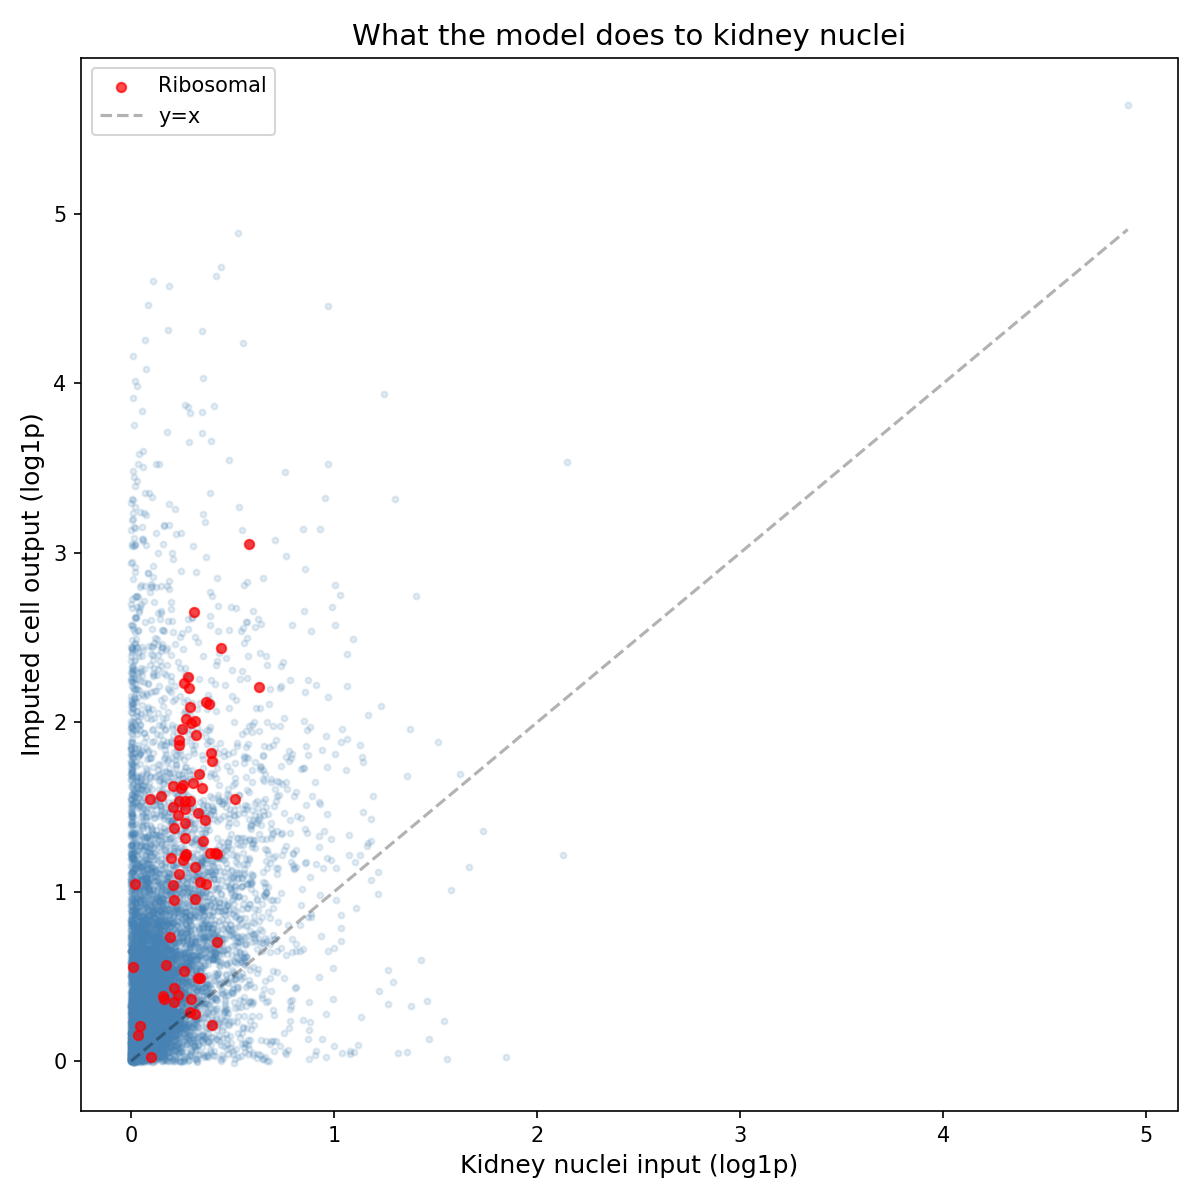 What the model does to kidney nuclei
Ribosomal
y=x
5
4
3
2
1
0
Imputed cell output (log1p)
0 1 2 3 4 5
Kidney nuclei input (log1p)